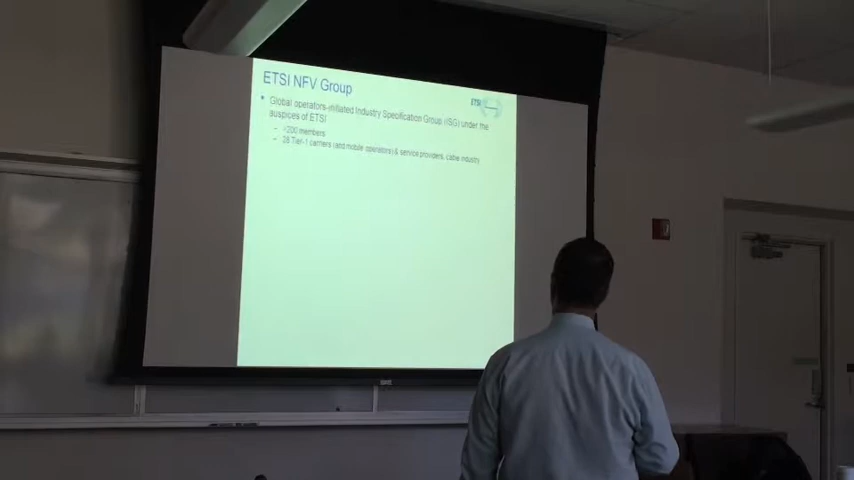 ETSI NFV Group
ETSI
• Global operators-initiated Industry Specification Group (ISG) under the
auspices of ETSI
- >200 members
- 28 Tier-1 carriers (and mobile operators) & service providers, cable industry